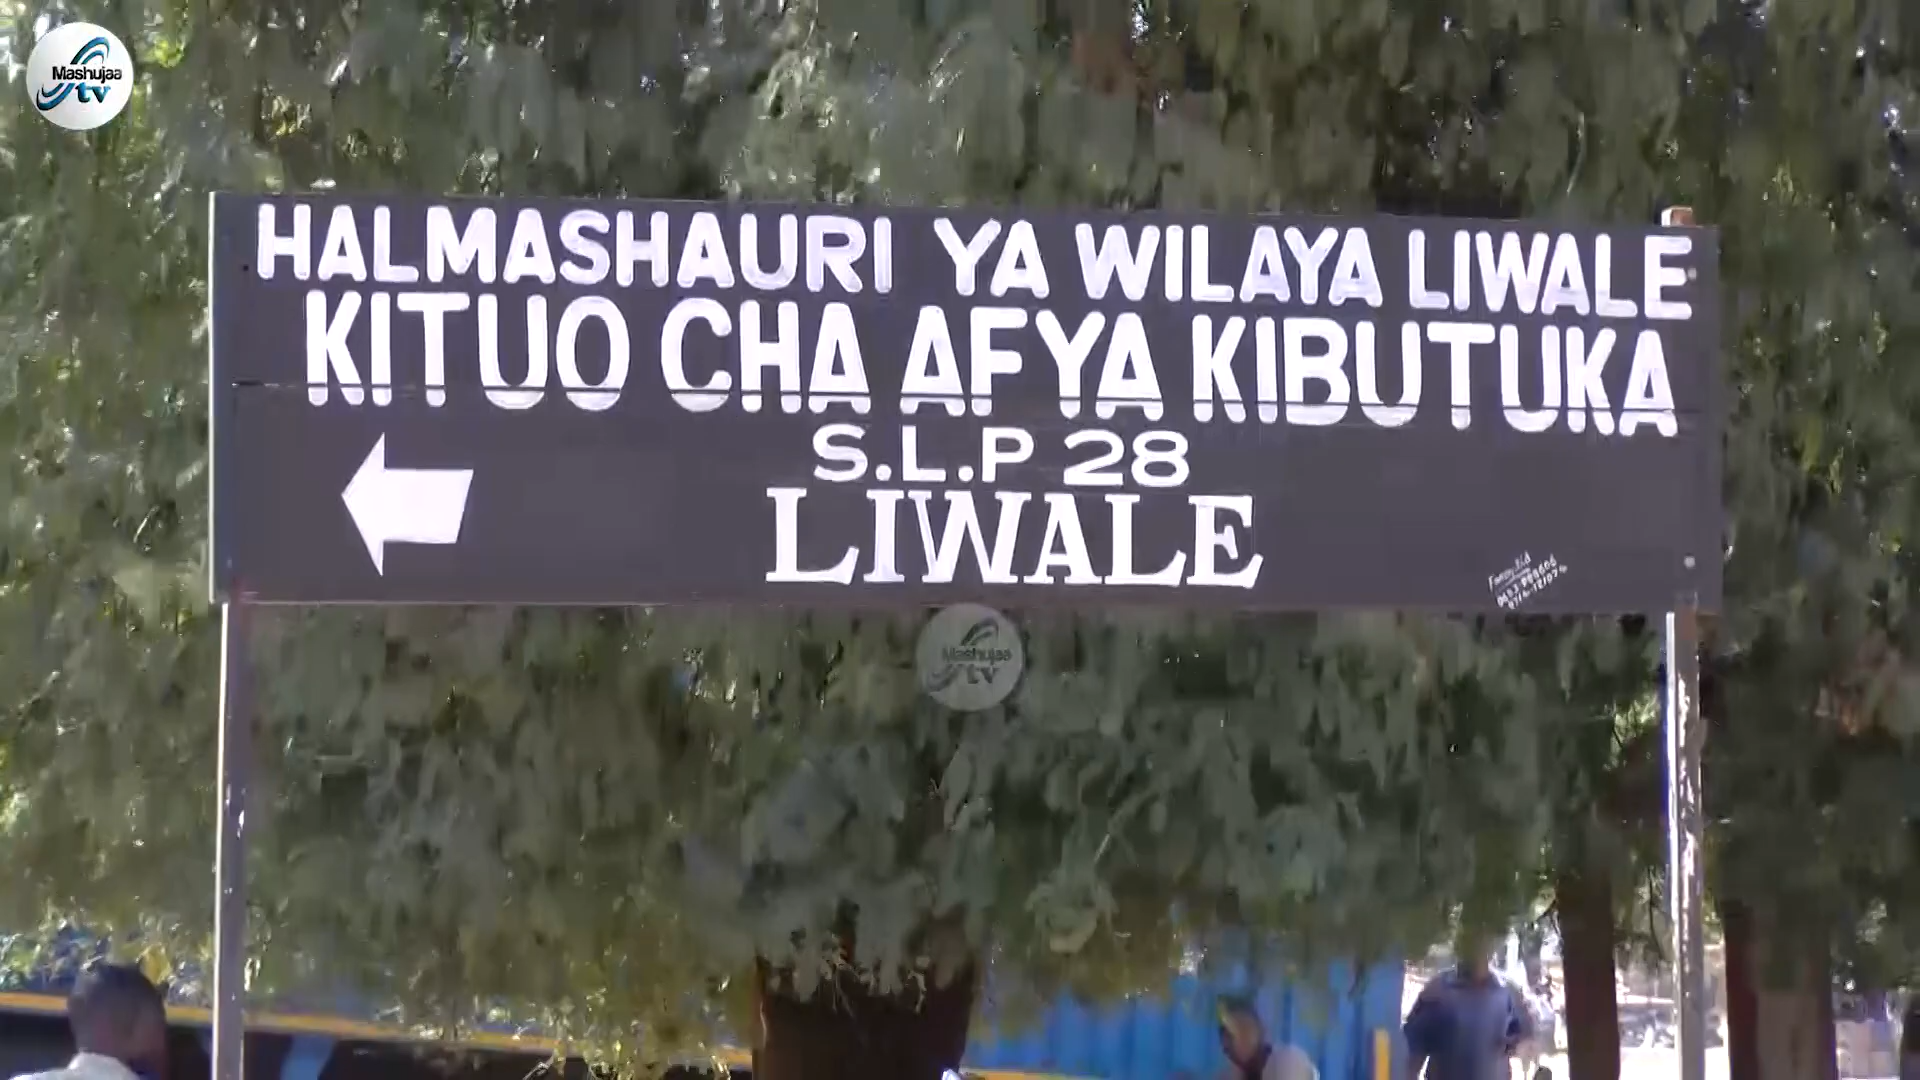 Mashujaa
tv
HALMASHAURI YA WILAYA LIWALE
KITUO CHA AFYA KIBUTUKA
S.L.P 28
LIWALE
Mashujaa
tv